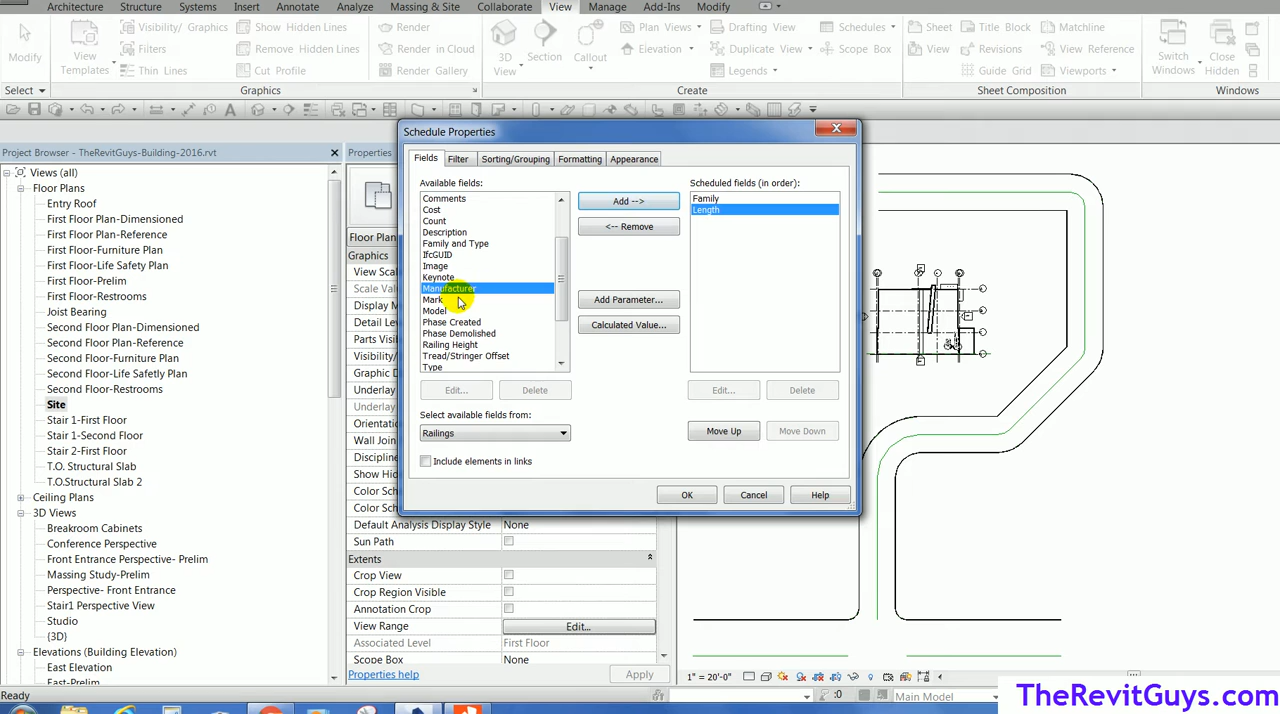 Architecture Structure Systems Insert Annotate Analyze Massing & Site Collaborate View Manage Add-Ins Modify
Modify
View Templates
Visibility/ Graphics
Filters
Thin Lines
Show Hidden Lines
Remove Hidden Lines
Cut Profile
Render
Render in Cloud
Render Gallery
3D View
Section
Callout
Plan Views
Elevation
Drafting View
Duplicate View
Legends
Schedules
Scope Box
Sheet
View
Title Block
Revisions
Guide Grid
Matchline
View Reference
Viewports
Switch Windows
Close Hidden
Select
Graphics
Create
Sheet Composition
Windows
Project Browser - TheRevitGuys-Building-2016.rvt
Views (all)
Floor Plans
Entry Roof
First Floor Plan-Dimensioned
First Floor Plan-Reference
First Floor-Furniture Plan
First Floor-Life Safety Plan
First Floor-Prelim
First Floor-Restrooms
Joist Bearing
Second Floor Plan-Dimensioned
Second Floor Plan-Reference
Second Floor-Furniture Plan
Second Floor-Life Safety Plan
Second Floor-Restrooms
Site
Stair 1-First Floor
Stair 1-Second Floor
Stair 2-First Floor
T.O. Structural Slab
T.O.Structural Slab 2
Ceiling Plans
3D Views
Breakroom Cabinets
Conference Perspective
Front Entrance Perspective- Prelim
Massing Study-Prelim
Perspective- Front Entrance
Stair1 Perspective View
Studio
{3D}
Elevations (Building Elevation)
East Elevation
East-Prelim
Properties
Floor Plan
Graphics
View Scale
Scale Value
Display M
Detail Lev
Parts Visib
Visibility/
Graphic D
Underlay
Underlay
Orientati
Wall Join
Disciplin
Show Hid
Color Sc
Color Sc
Default Analysis Display Style None
Sun Path
Extents
Crop View
Crop Region Visible
Annotation Crop
View Range Edit...
Associated Level First Floor
Scope Box None
Properties help
Apply
Schedule Properties
Fields Filter Sorting/Grouping Formatting Appearance
Available fields:
Comments
Cost
Count
Description
Family and Type
IfcGUID
Image
Keynote
Manufacturer
Mark
Model
Phase Created
Phase Demolished
Railing Height
Tread/Stringer Offset
Type
Add -->
<-- Remove
Add Parameter...
Calculated Value...
Scheduled fields (in order):
Family
Length
Edit... Delete
Edit... Delete
Select available fields from:
Railings
Move Up Move Down
Include elements in links
OK Cancel Help
1" = 20'-0"
Ready
:0
Main Model
TheRevitGuys.com